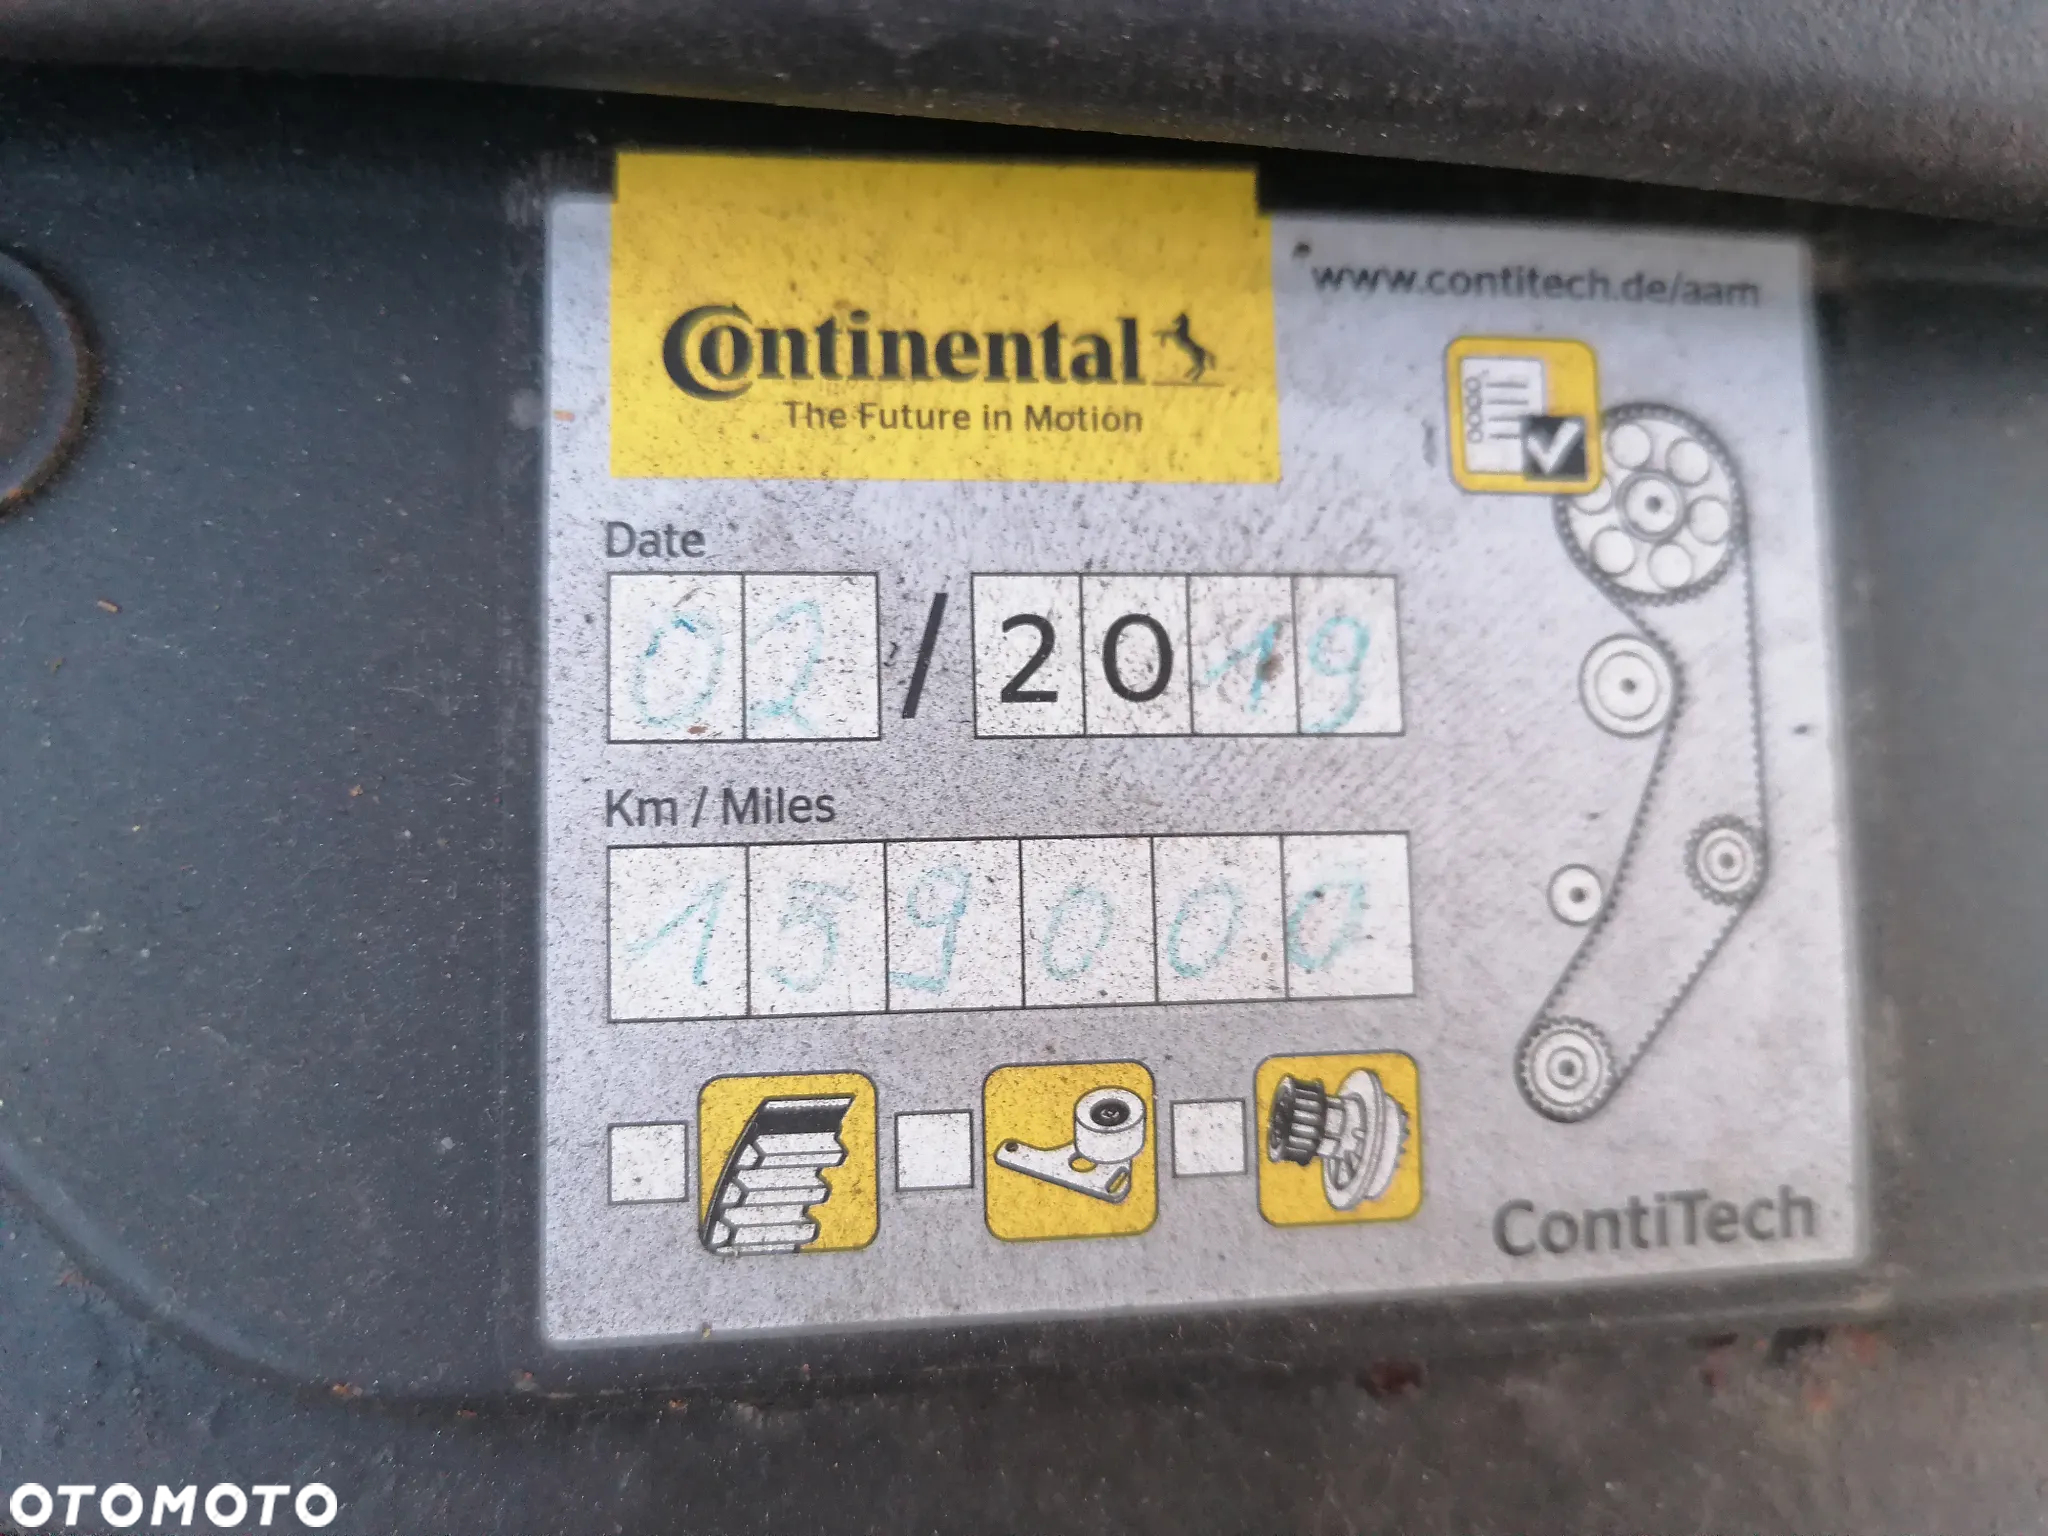 Continental
The Future in Motion
www.contitech.de/aam
Date
02 / 2019
Km / Miles
159000
ContiTech
OTOMOTO